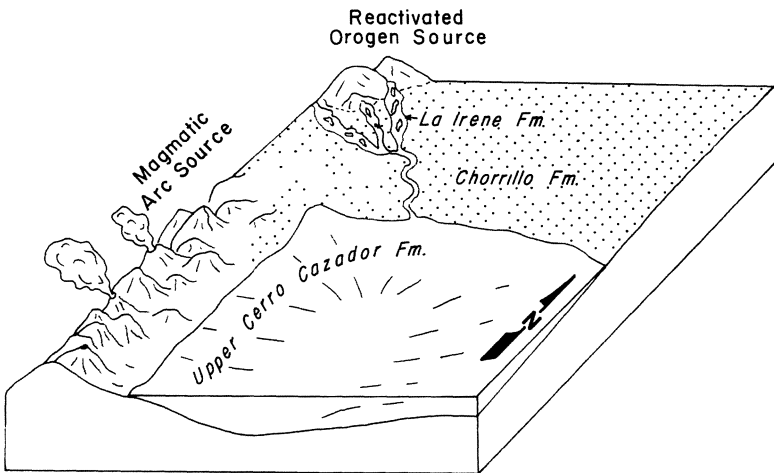 Reactivated
Orogen Source
La Irene Fm.
Magmatic
Arc Source
Chorrillo Fm.
Upper Cerro Cazador Fm.
N